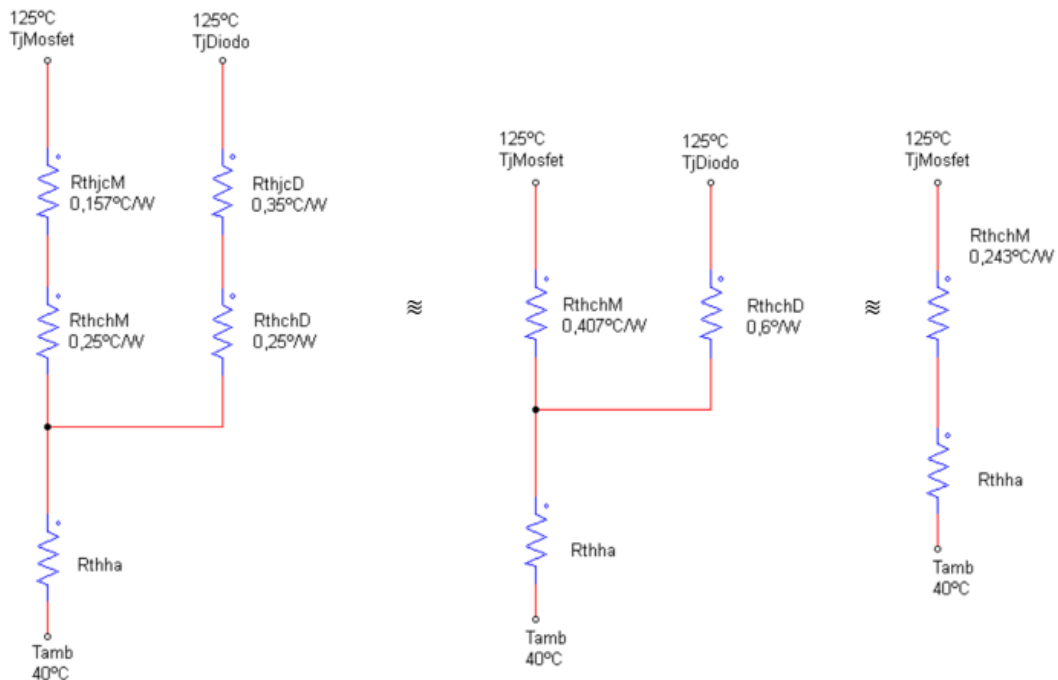 125ºC
TjMosfet
125ºC
TjDiodo
RthjcM
0,157ºC/W
RthjcD
0,35ºC/W
RthchM
0,25ºC/W
RthchD
0,25º/W
Rthha
Tamb
40ºC
≋
125ºC
TjMosfet
125ºC
TjDiodo
RthchM
0,407ºC/W
RthchD
0,6º/W
Rthha
Tamb
40ºC
≋
125ºC
TjMosfet
RthchM
0,243ºC/W
Rthha
Tamb
40ºC